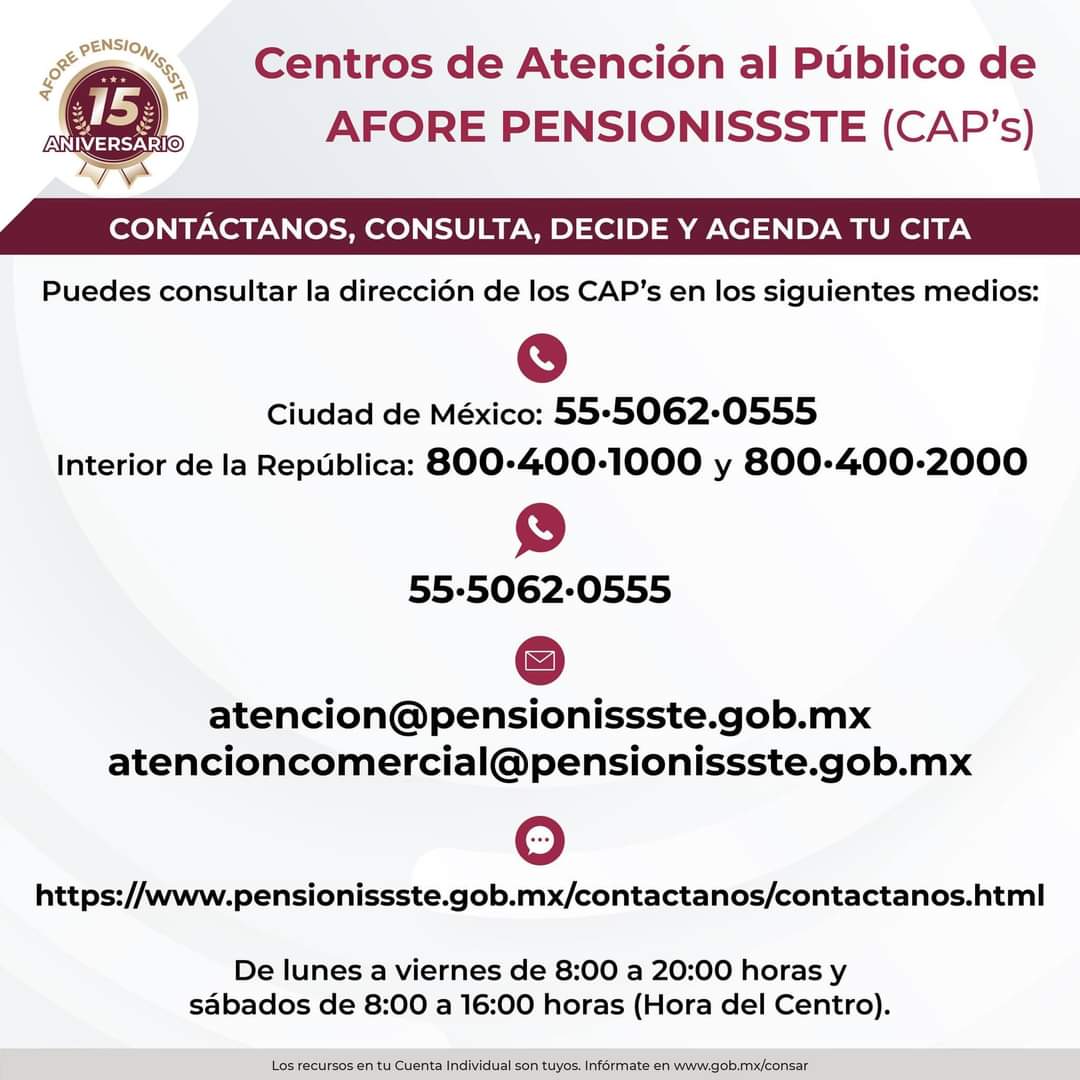 AFORE PENSIONISSSTE
15
ANIVERSARIO
Centros de Atención al Público de
AFORE PENSIONISSSTE (CAP's)
CONTÁCTANOS, CONSULTA, DECIDE Y AGENDA TU CITA
Puedes consultar la dirección de los CAP's en los siguientes medios:
Ciudad de México: 55·5062·0555
Interior de la República: 800·400·1000 y 800·400·2000
55·5062·0555
atencion@pensionissste.gob.mx
atencioncomercial@pensionissste.gob.mx
https://www.pensionissste.gob.mx/contactanos/contactanos.html
De lunes a viernes de 8:00 a 20:00 horas y
sábados de 8:00 a 16:00 horas (Hora del Centro).
Los recursos en tu Cuenta Individual son tuyos. Infórmate en www.gob.mx/consar